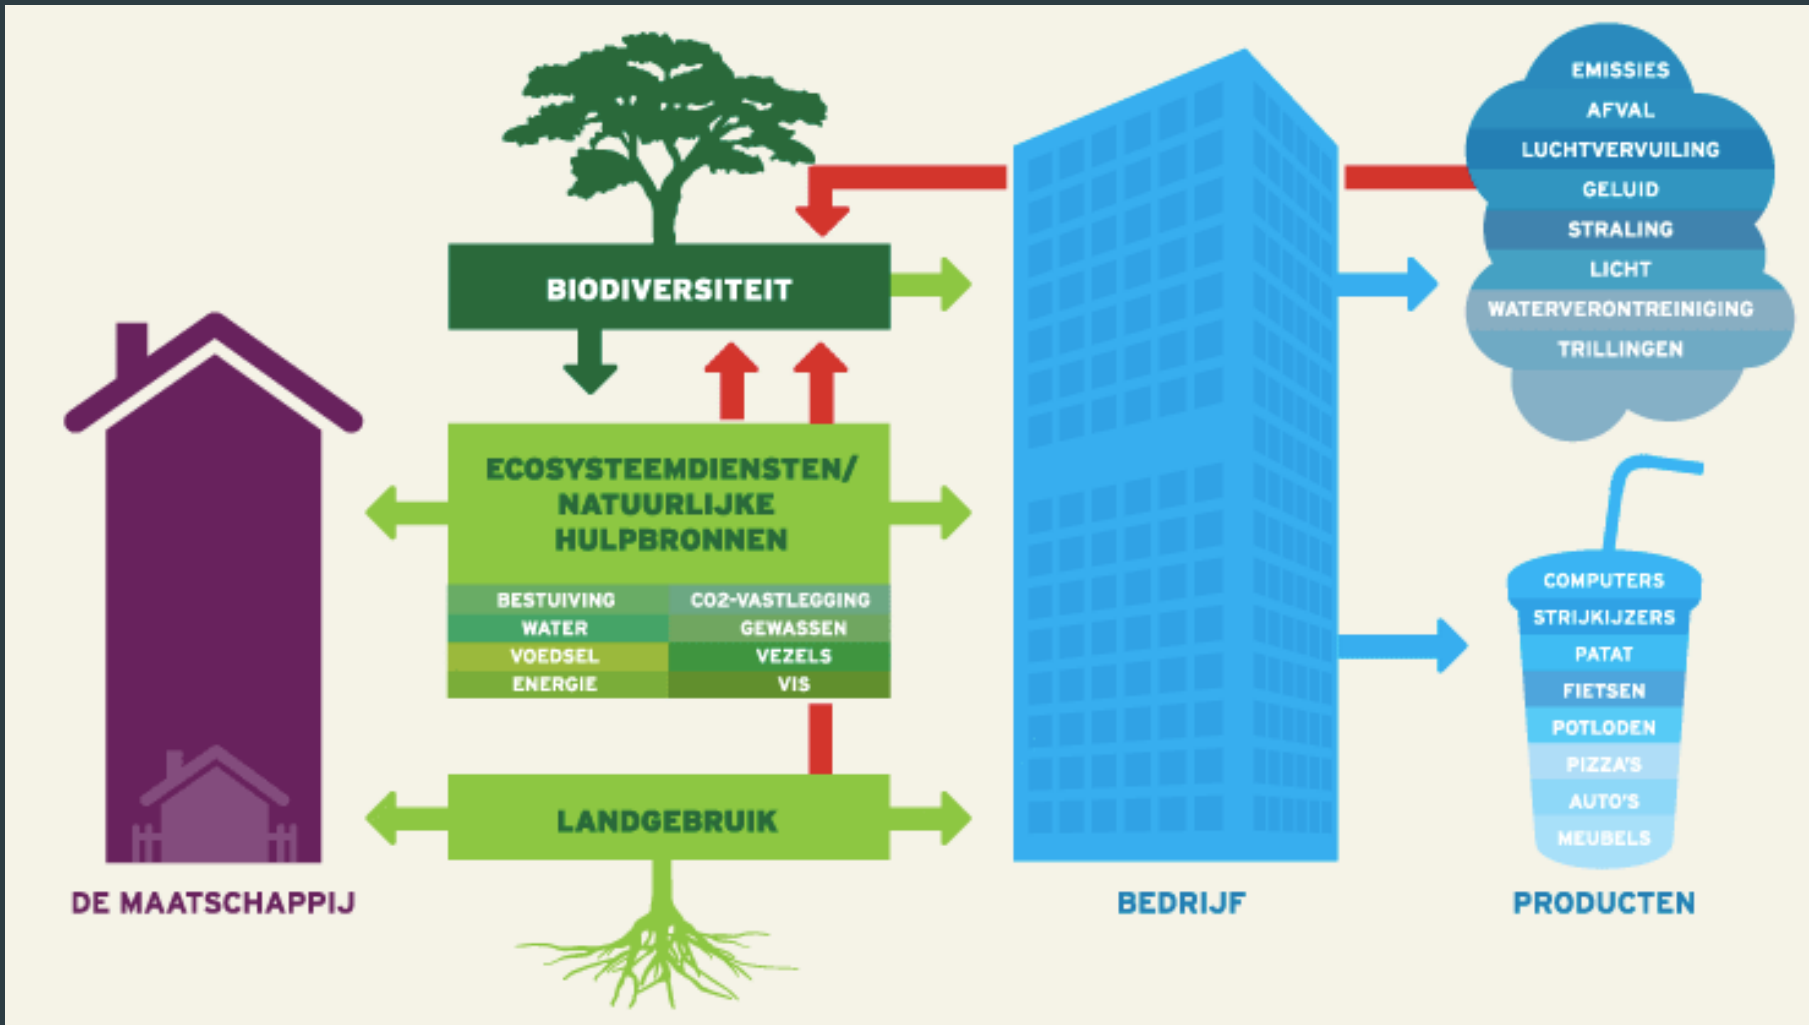 BIODIVERSITEIT
ECOSYSTEEMDIENSTEN/
NATUURLIJKE
HULPBRONNEN
BESTUIVING
CO2-VASTLEGGING
WATER
GEWASSEN
VOEDSEL
VEZELS
ENERGIE
VIS
LANDGEBRUIK
DE MAATSCHAPPIJ
BEDRIJF
EMISSIES
AFVAL
LUCHTVERVUILING
GELUID
STRALING
LICHT
WATERVERONTREINIGING
TRILLINGEN
COMPUTERS
STRIJKIJZERS
PATAT
FIETSEN
POTLODEN
PIZZA'S
AUTO'S
MEUBELS
PRODUCTEN